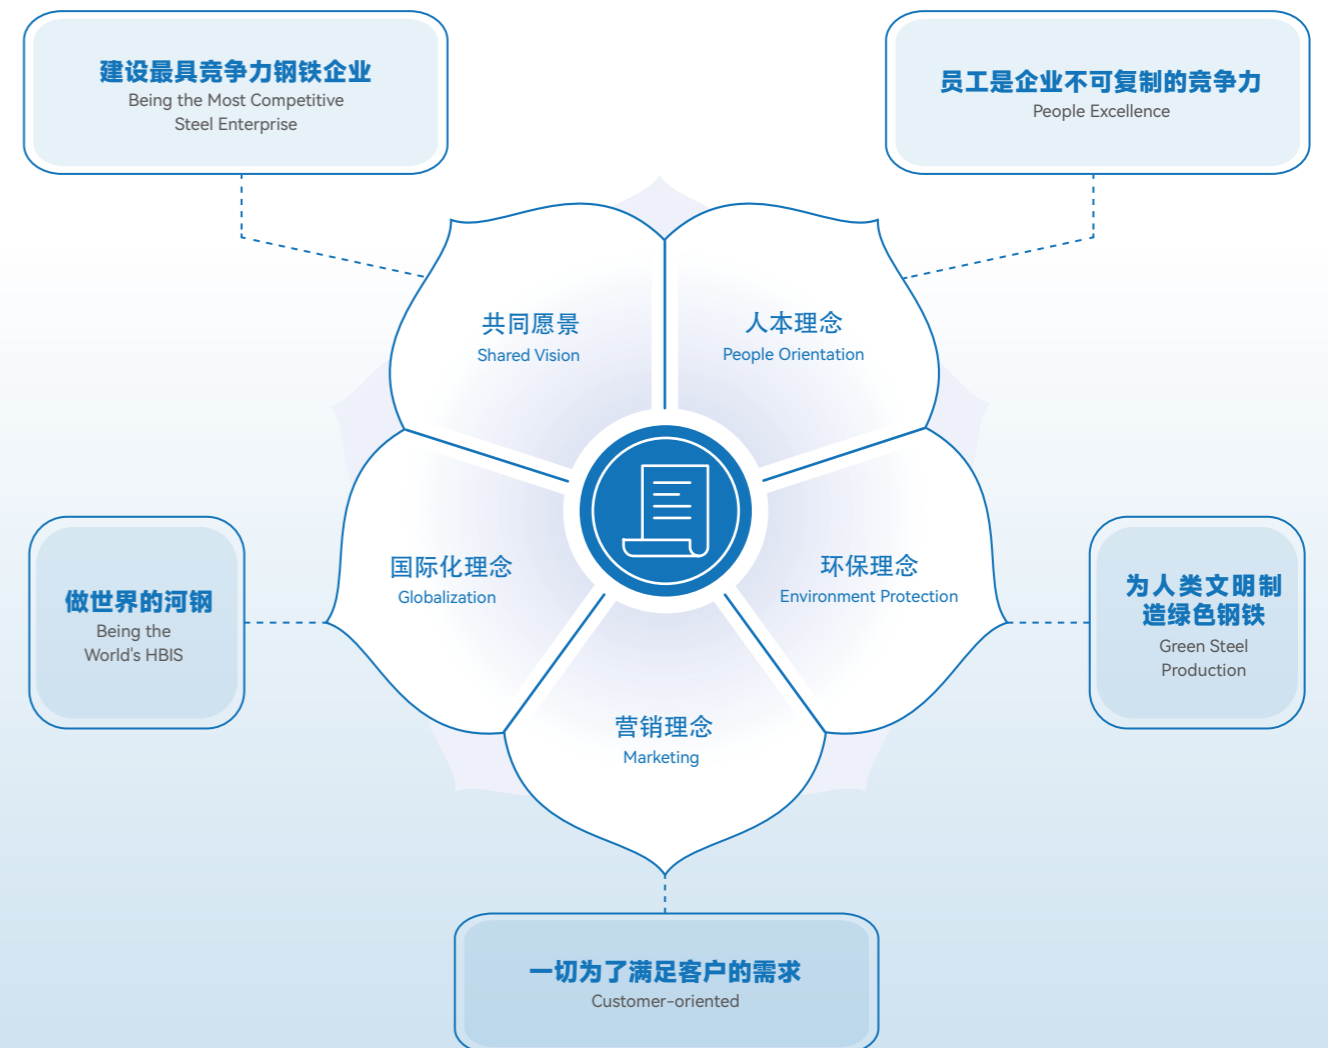 建设最具竞争力钢铁企业
Being the Most Competitive
Steel Enterprise
员工是企业不可复制的竞争力
People Excellence
共同愿景
Shared Vision
人本理念
People Orientation
国际化理念
Globalization
环保理念
Environment Protection
做世界的河钢
Being the
World's HBIS
为人类文明制
造绿色钢铁
Green Steel
Production
营销理念
Marketing
一切为了满足客户的需求
Customer-oriented